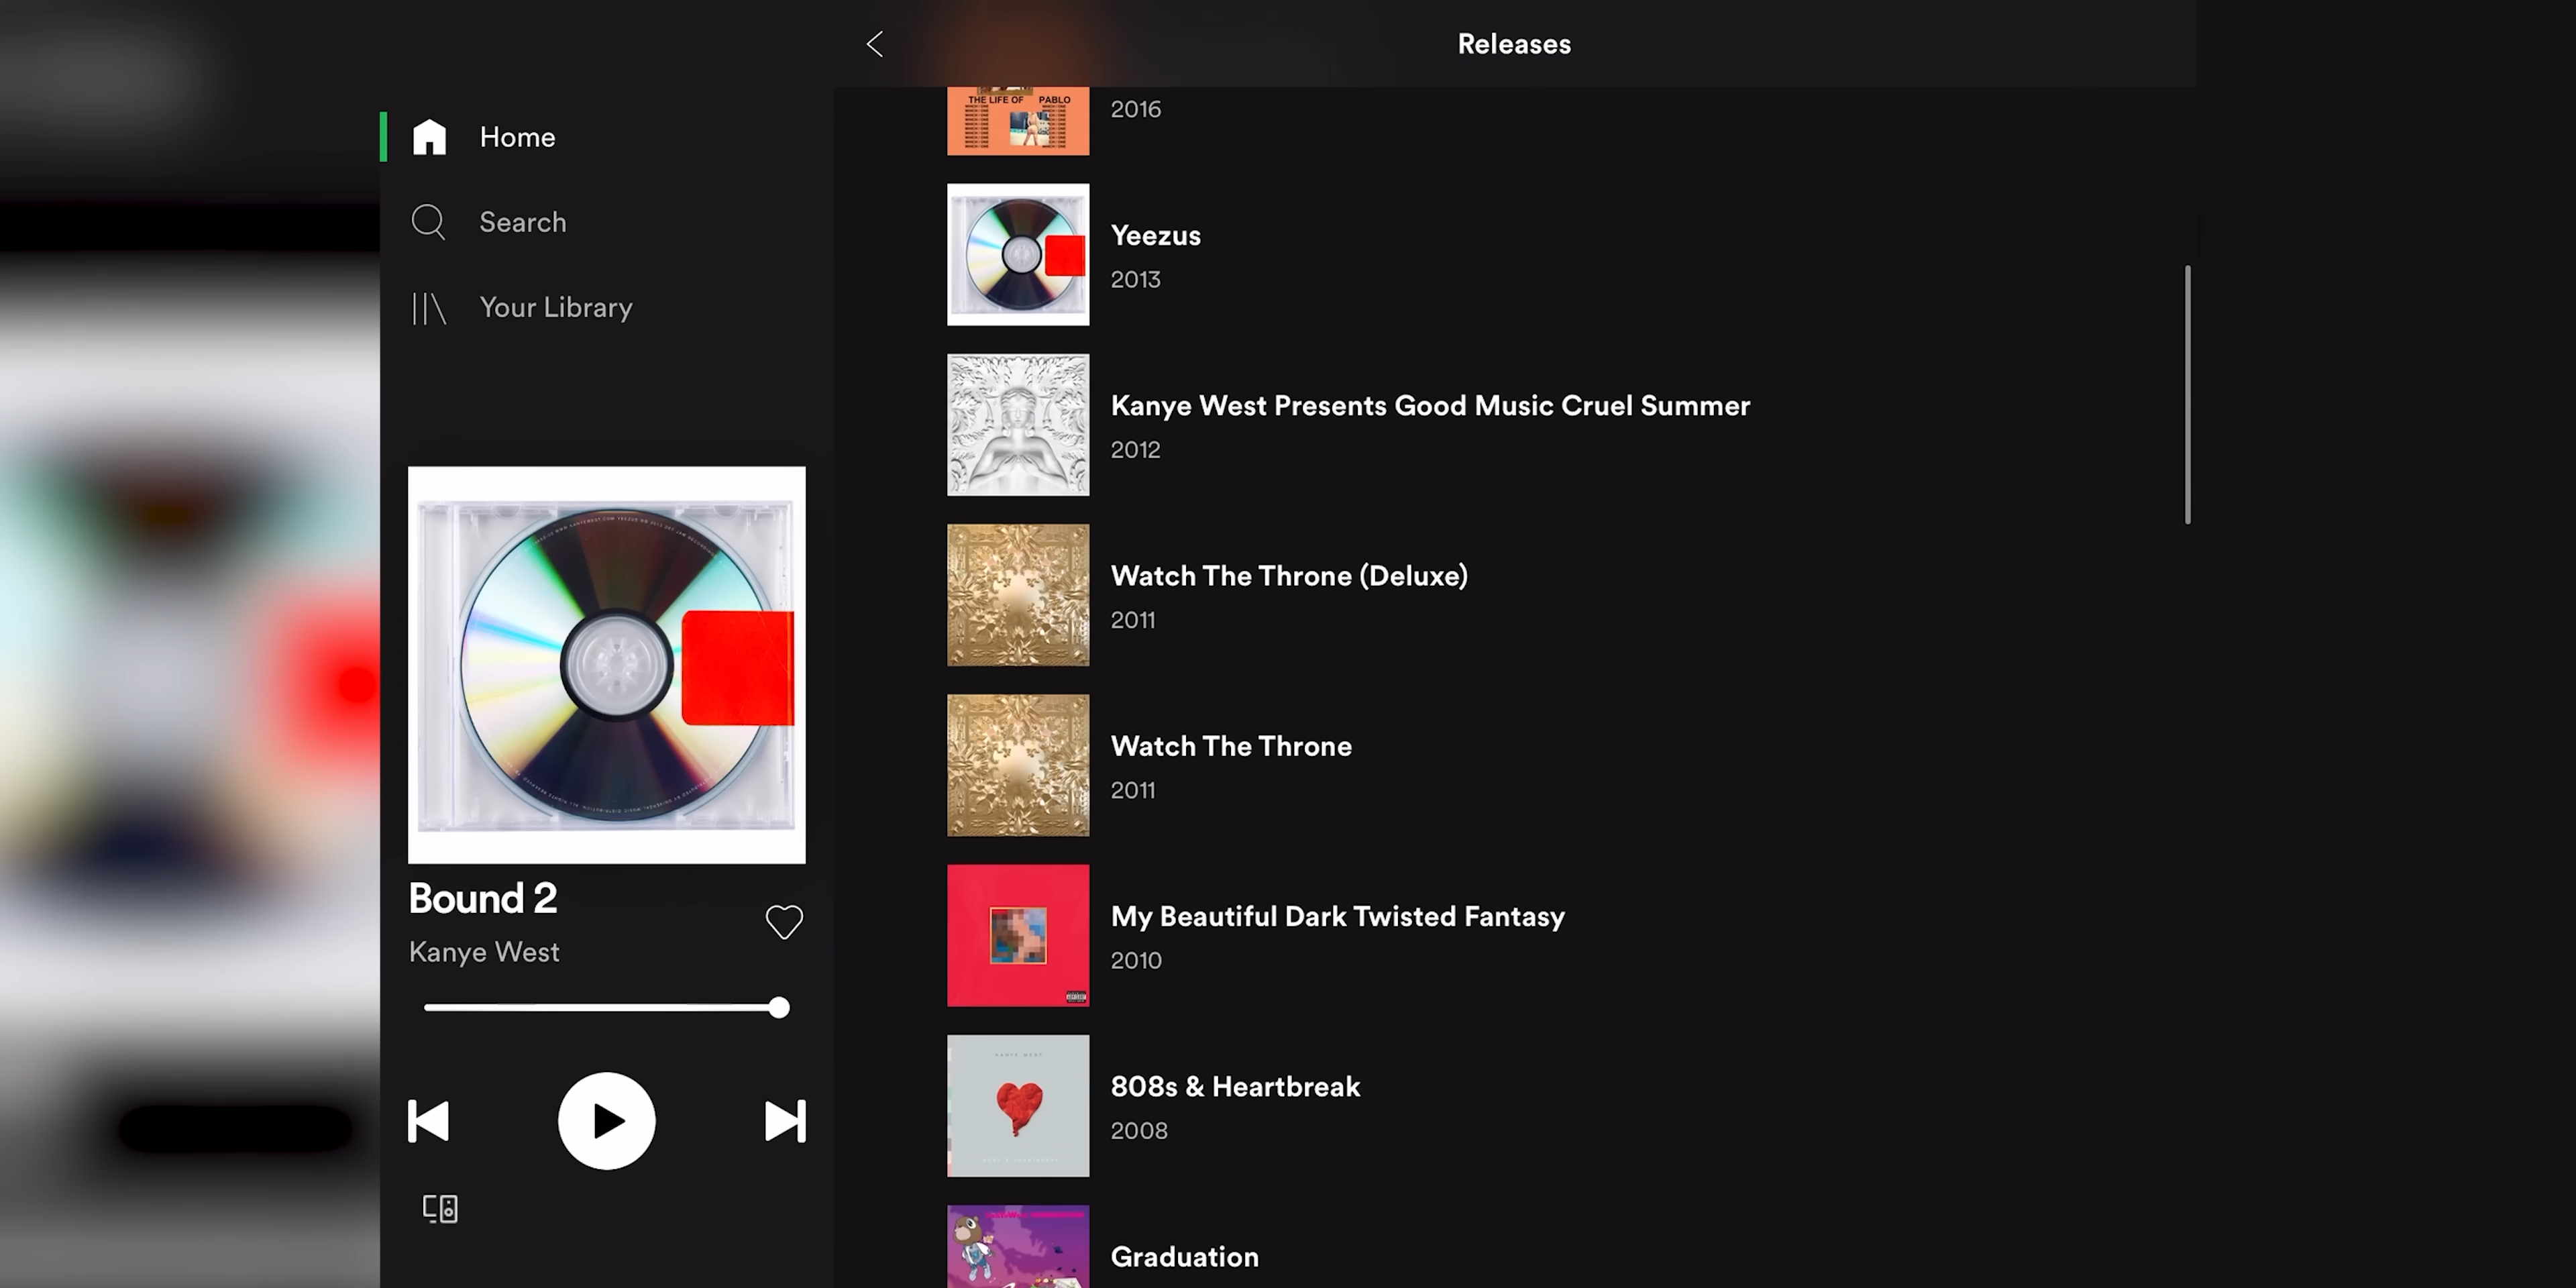 Home
Search
Your Library
Bound 2
Kanye West
Releases
THE LIFE OF PABLO
2016
Yeezus
2013
Kanye West Presents Good Music Cruel Summer
2012
Watch The Throne (Deluxe)
2011
Watch The Throne
2011
My Beautiful Dark Twisted Fantasy
2010
KANYE WEST
808s & Heartbreak
2008
Graduation